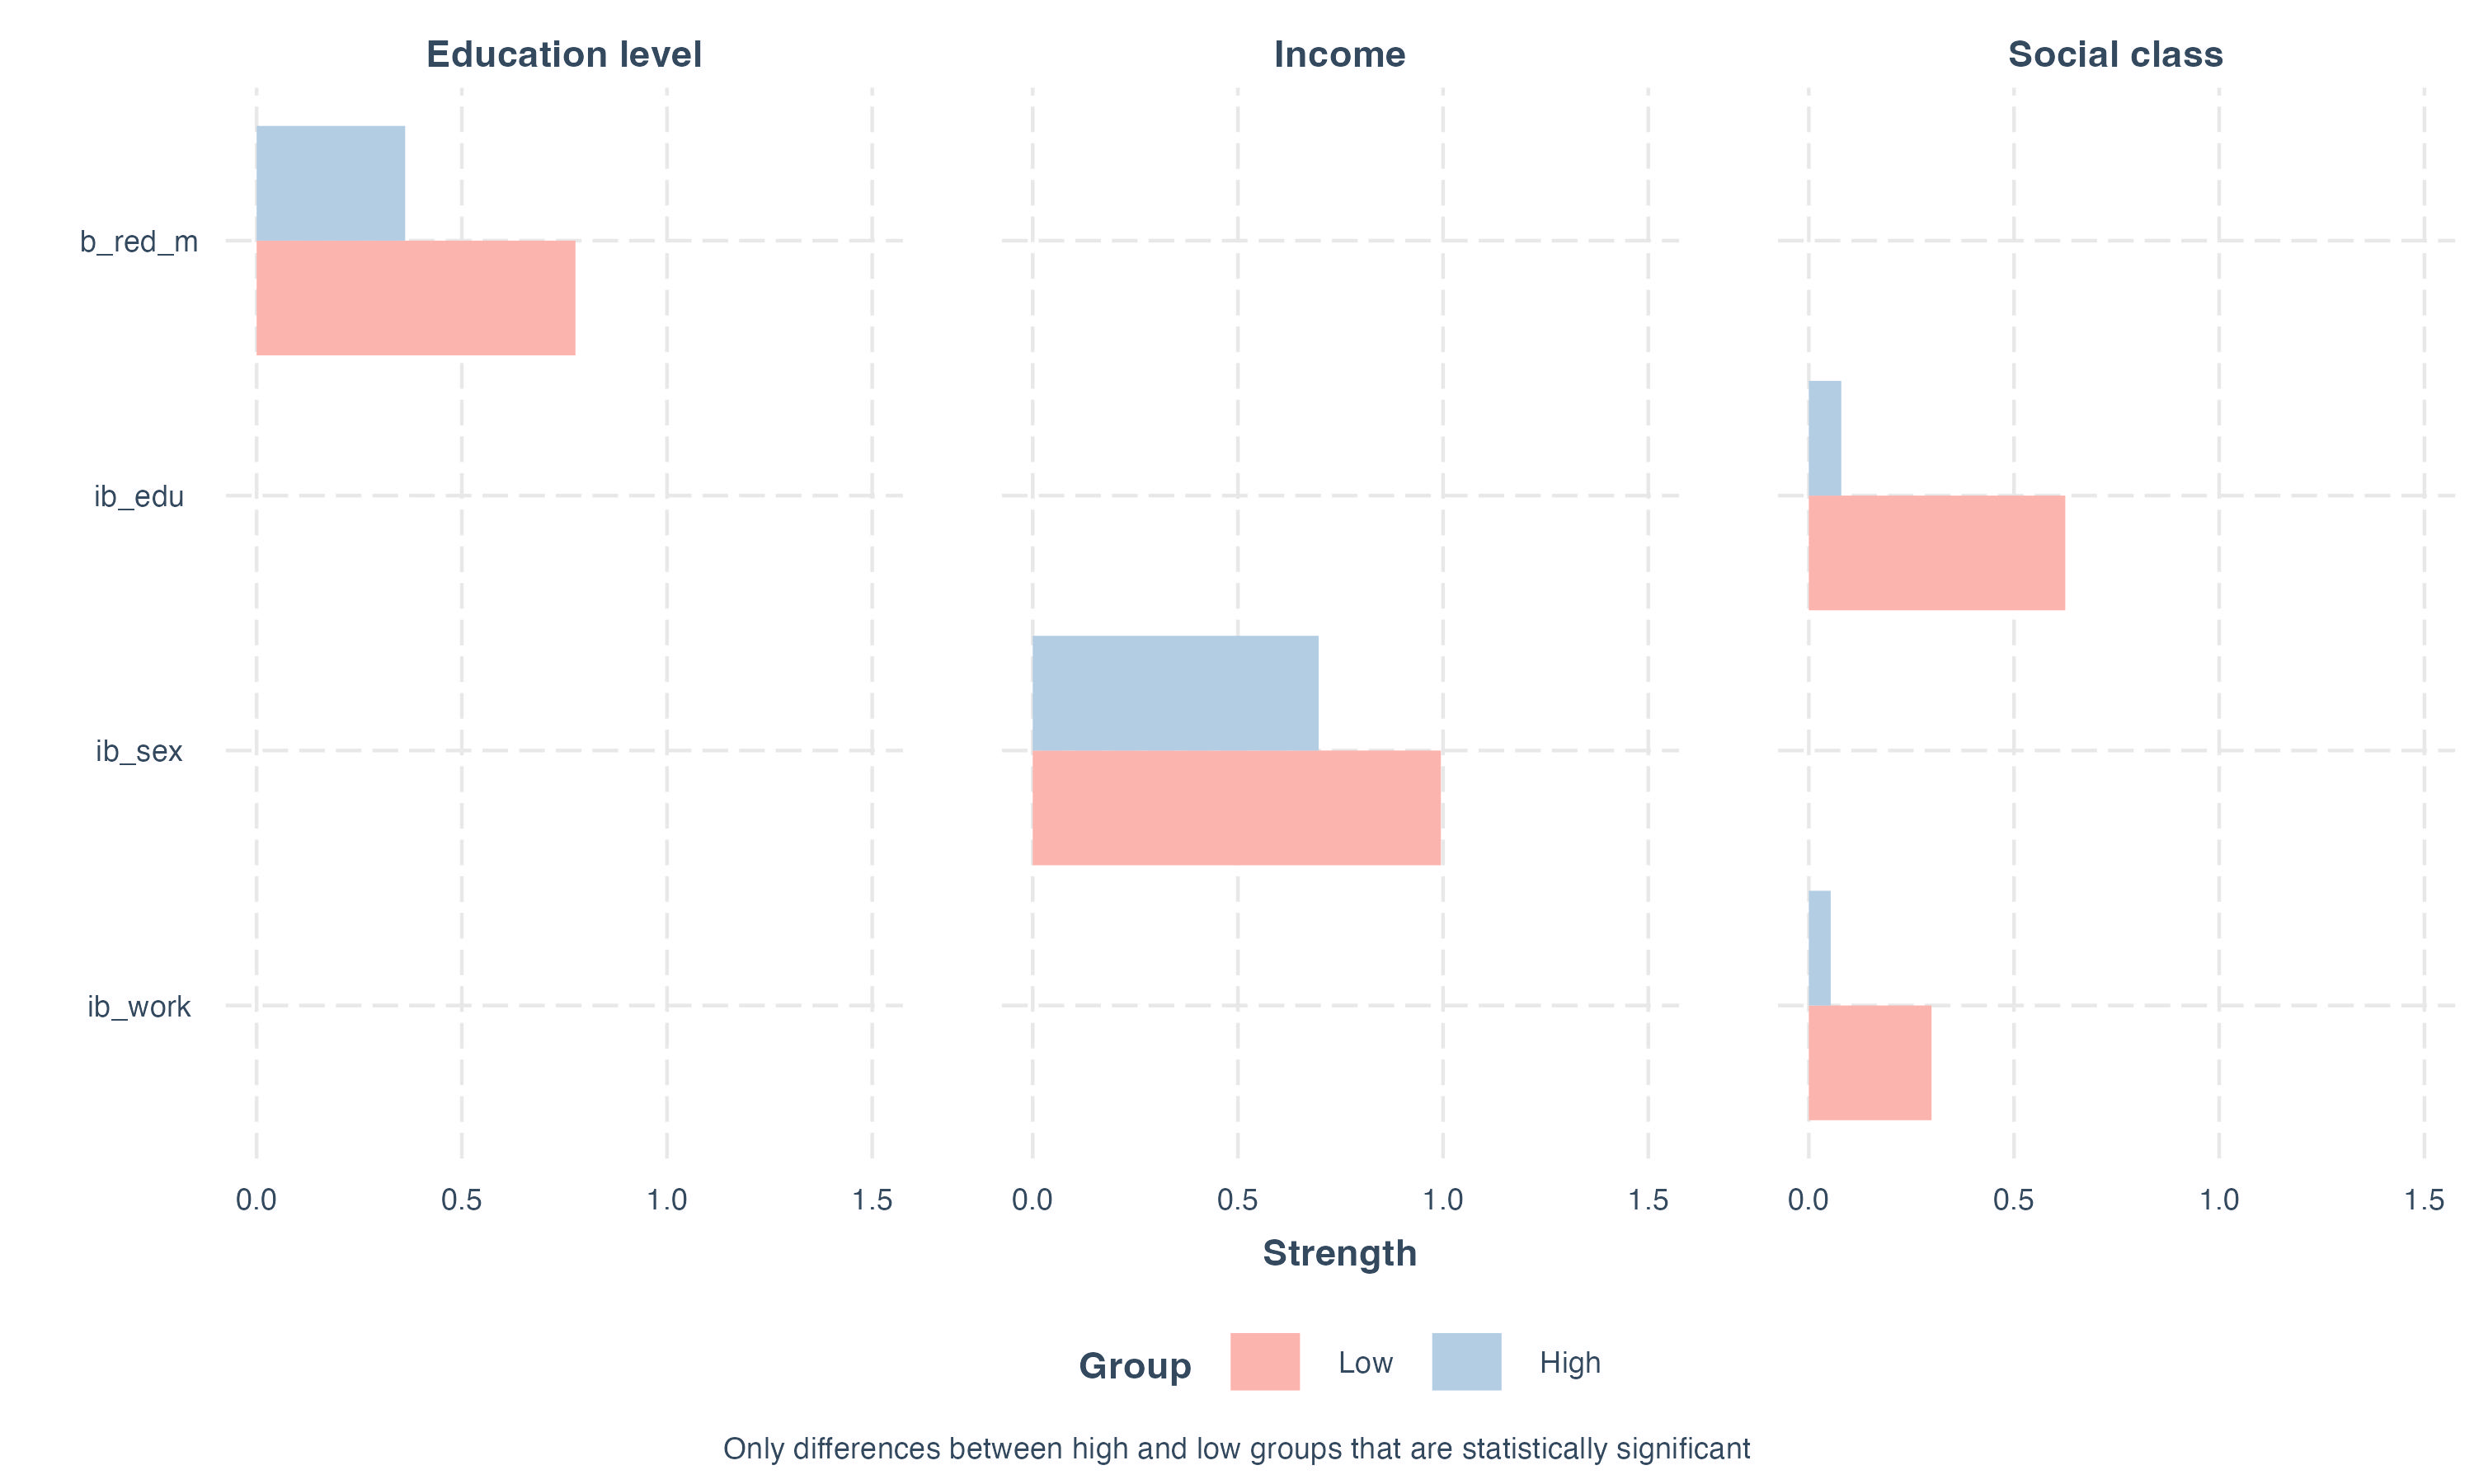 Education level Income Social class
b_red_m
ib_edu
ib_sex
ib_work
0.0 0.5 1.0 1.5 0.0 0.5 1.0 1.5 0.0 0.5 1.0 1.5
Strength
Group Low High
Only differences between high and low groups that are statistically significant